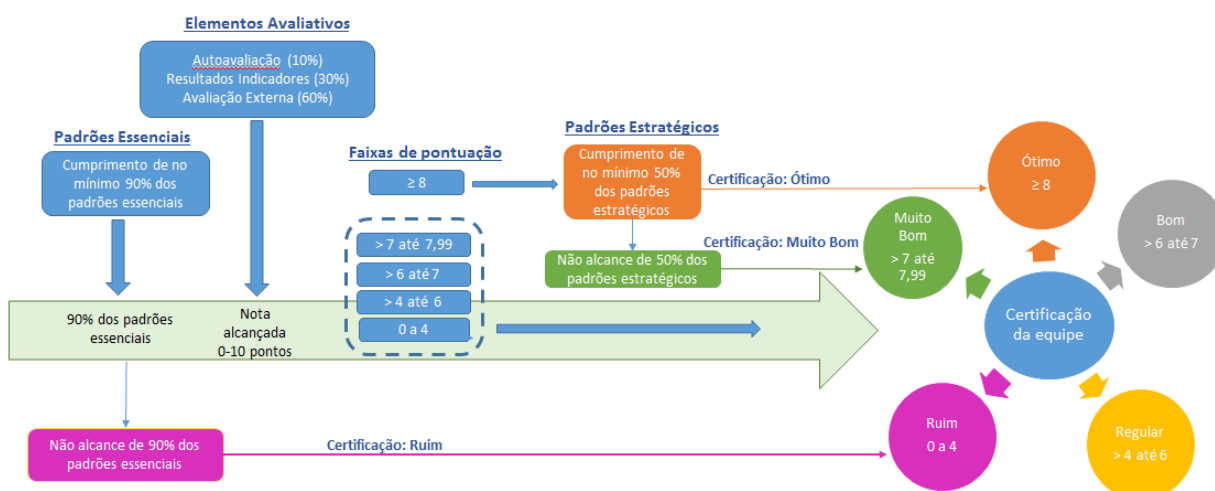 Elementos Avaliativos
Autoavaliação (10%)
Resultados Indicadores (30%)
Avaliação Externa (60%)
Padrões Essenciais
Cumprimento de no
mínimo 90% dos
padrões essenciais
Faixas de pontuação
≥ 8
> 7 até 7,99
> 6 até 7
> 4 até 6
0 a 4
Padrões Estratégicos
Cumprimento de
no mínimo 50%
dos padrões
estratégicos
Certificação: Ótimo
Certificação: Muito Bom
Não alcance de 50% dos
padrões estratégicos
90% dos padrões
essenciais
Nota
alcançada
0-10 pontos
Não alcance de 90% dos
padrões essenciais
Certificação: Ruim
Ótimo
≥ 8
Muito
Bom
> 7 até
7,99
Bom
> 6 até 7
Certificação
da equipe
Ruim
0 a 4
Regular
> 4 até 6